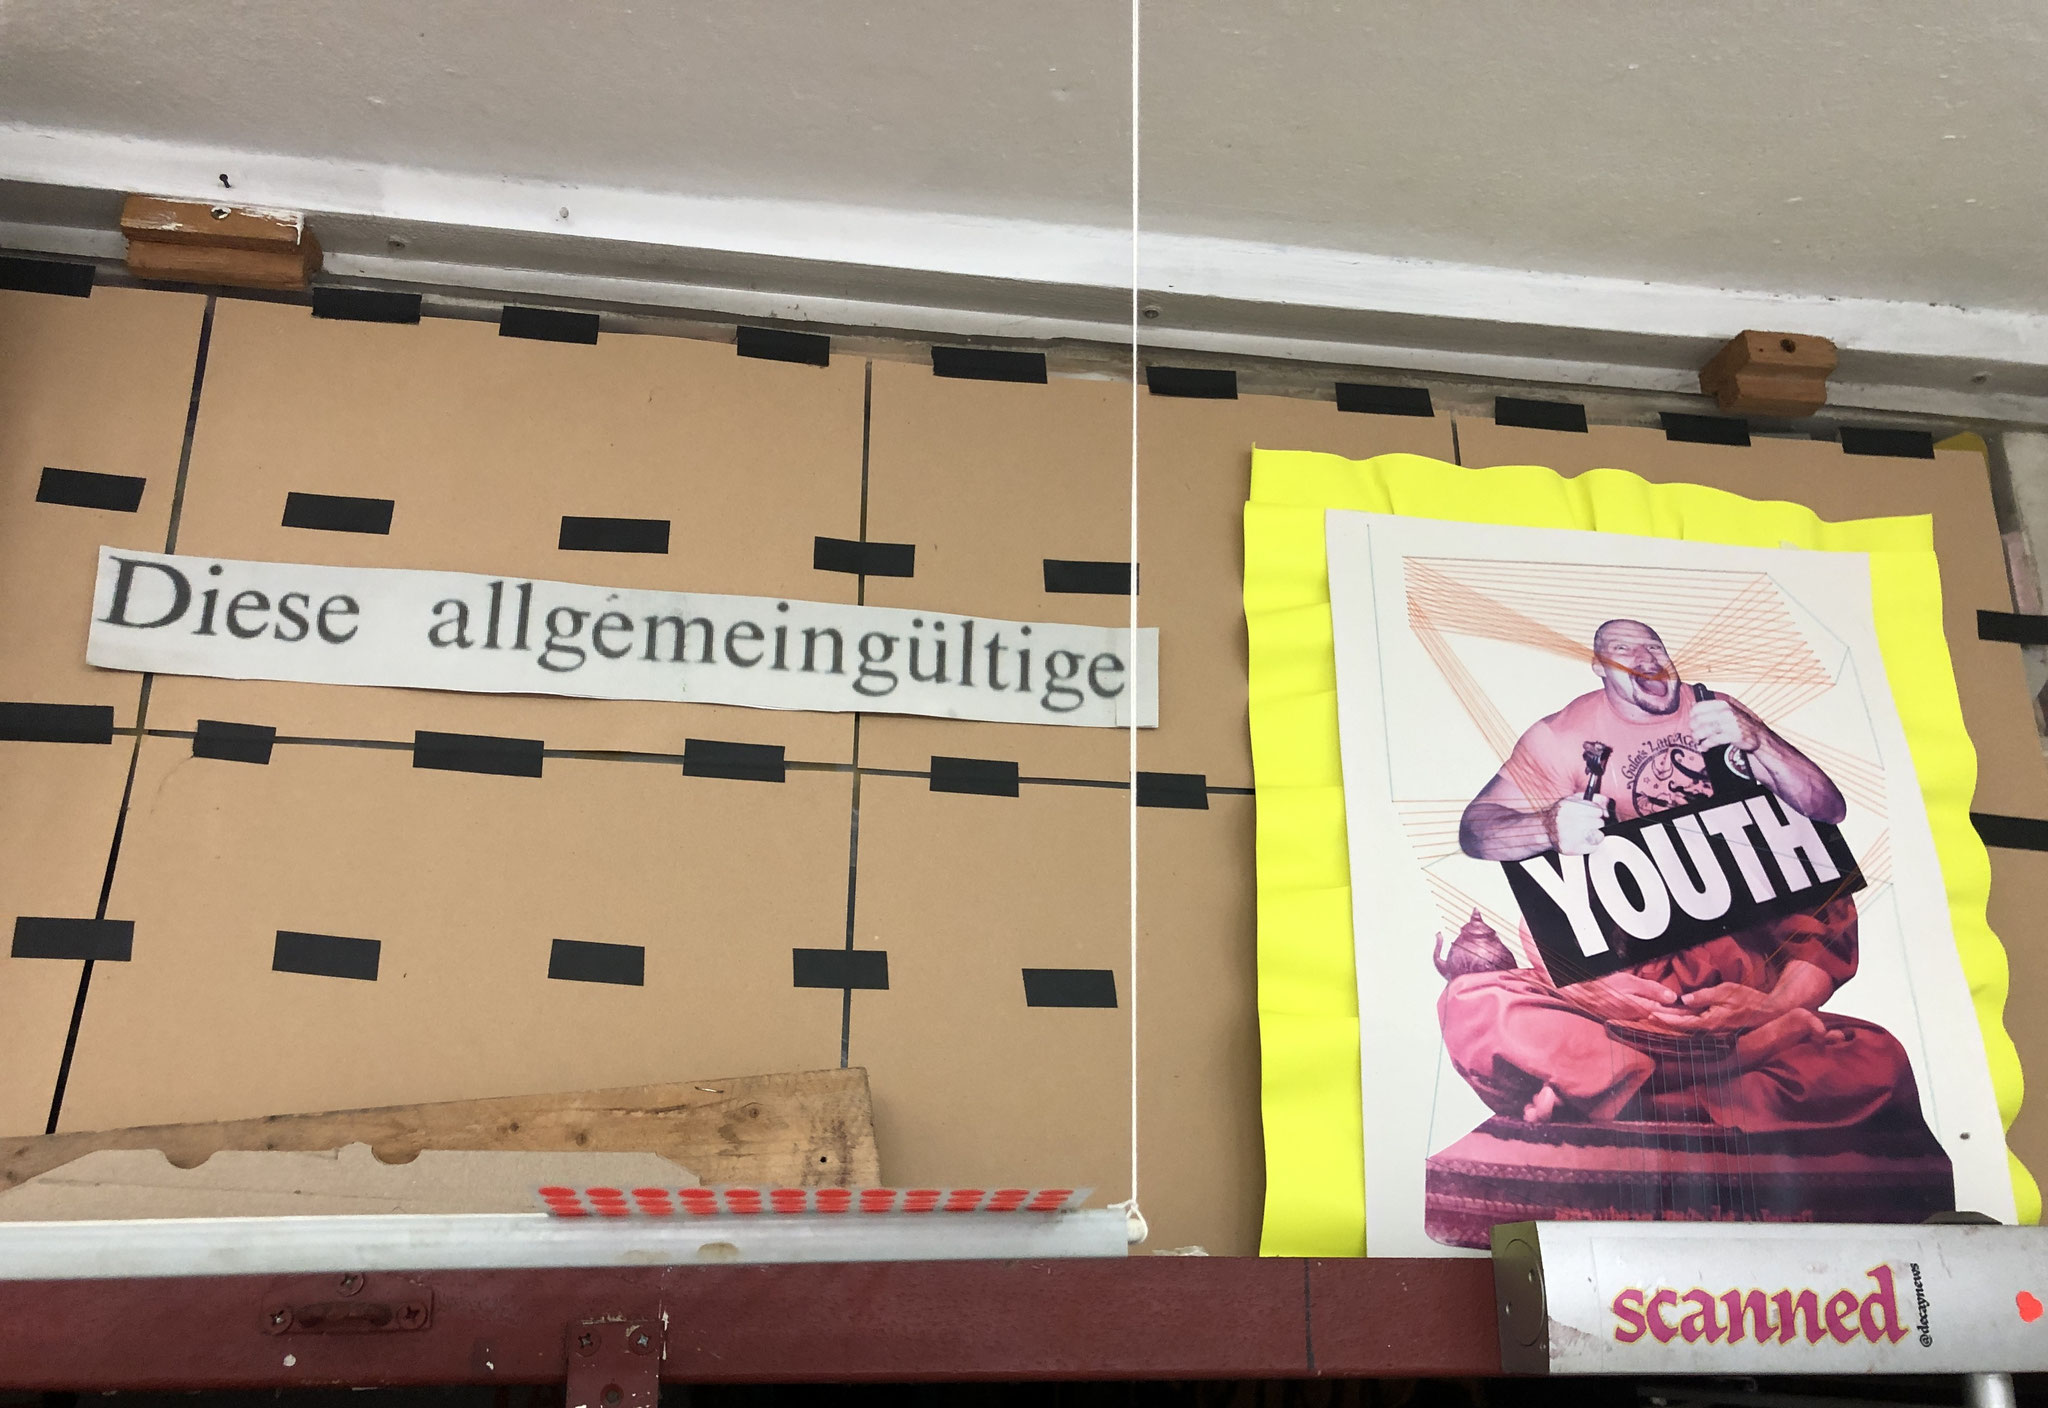 Diese allgemeingültige
YOUTH
scanned
@decaynews